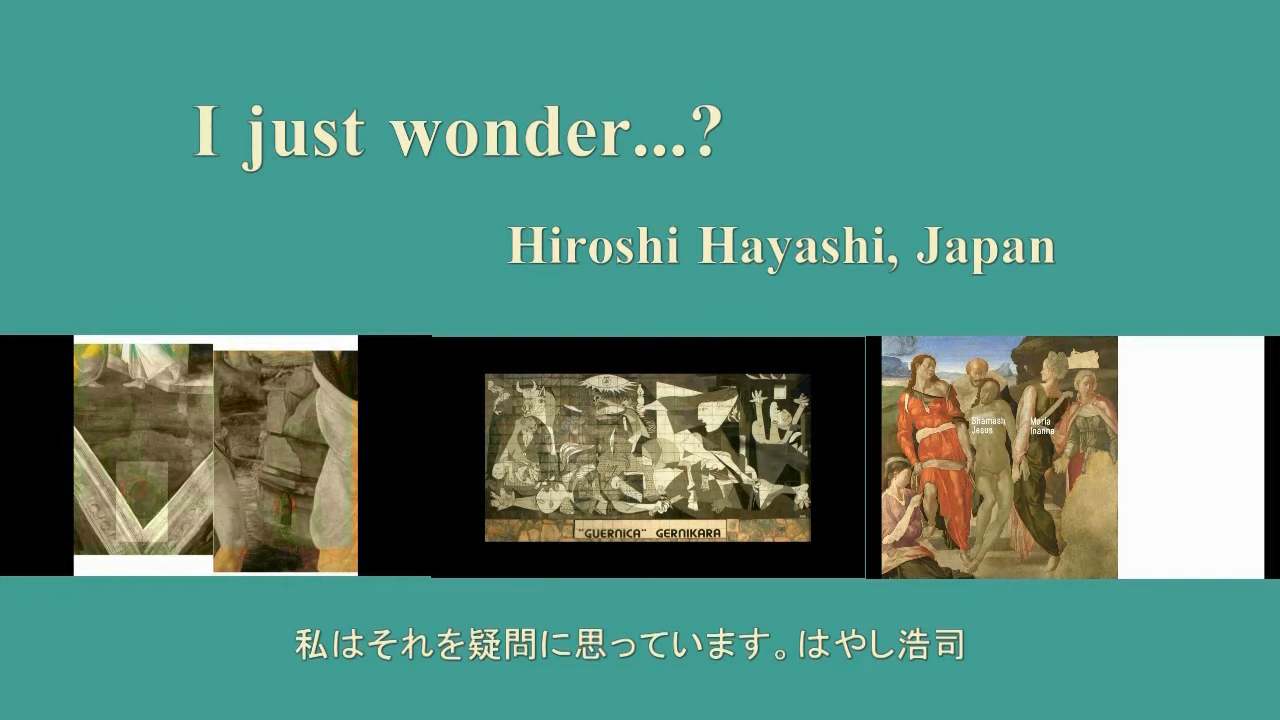 I just wonder...?
Hiroshi Hayashi, Japan
Shamash
Jesus
Maria
Inanna
"GUERNICA" GERNIKARA
私はそれを疑問に思っています。はやし浩司